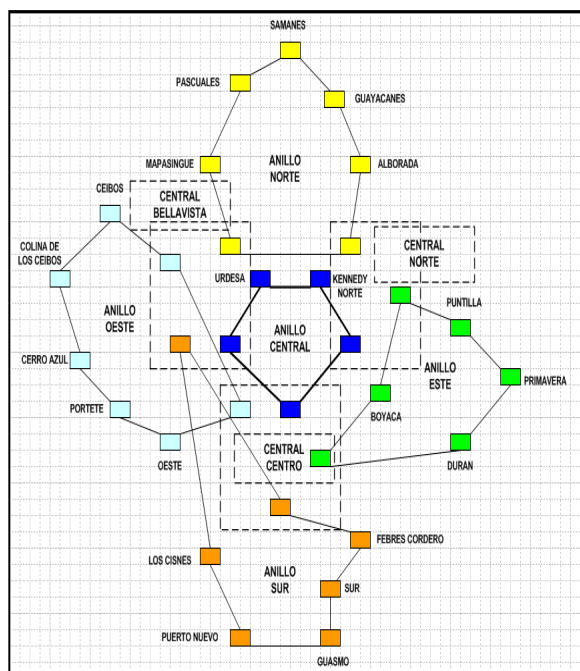 SAMANES
PASCUALES
GUAYACANES
MAPASINGUE
ANILLO
NORTE
ALBORADA
CEIBOS
CENTRAL
BELLAVISTA
CENTRAL
NORTE
COLINA DE
LOS CEIBOS
URDESA
KENNEDY
NORTE
PUNTILLA
ANILLO
OESTE
ANILLO
CENTRAL
CERRO AZUL
ANILLO
ESTE
PRIMAVERA
PORTETE
BOYACA
OESTE
CENTRAL
CENTRO
DURAN
FEBRES CORDERO
LOS CISNES
ANILLO
SUR
SUR
PUERTO NUEVO
GUASMO